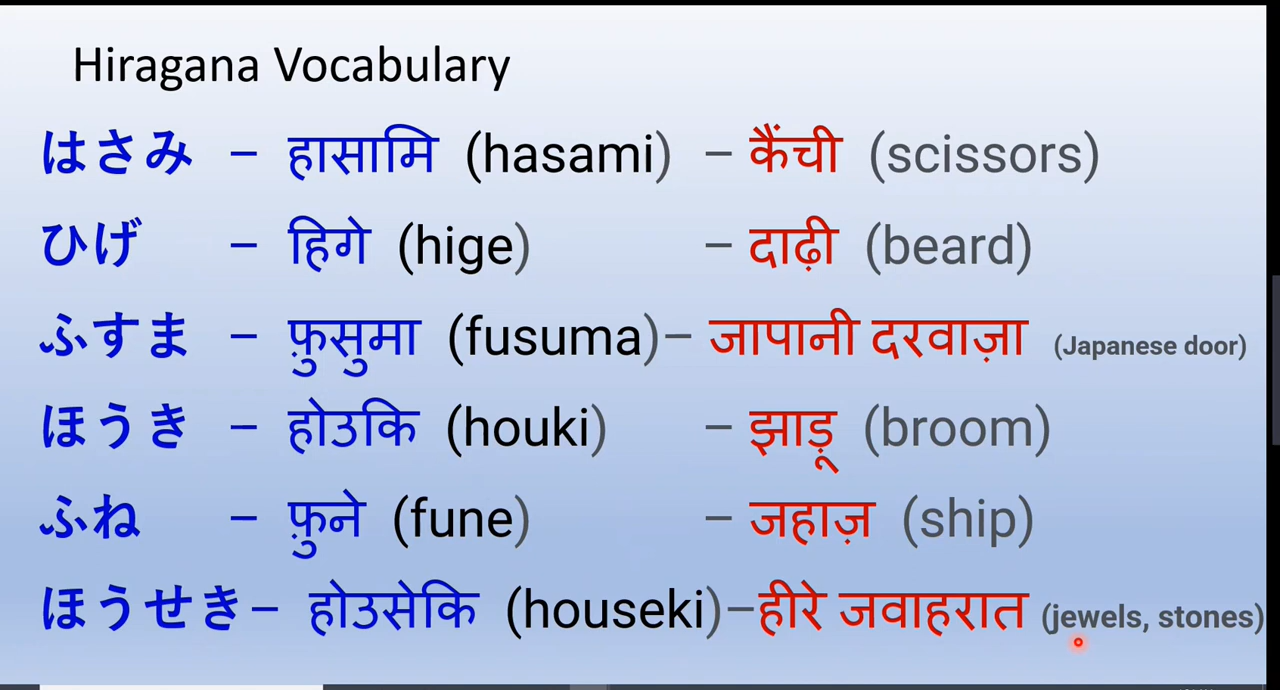 Hiragana Vocabulary
はさみ – हासामि (hasami) – कैंची (scissors)
ひげ – हिगे (hige) – दाढ़ी (beard)
ふすま – फ़ुसुमा (fusuma)– जापानी दरवाज़ा (Japanese door)
ほうき – होउकि (houki) – झाड़ू (broom)
ふね – फ़ुने (fune) – जहाज़ (ship)
ほうせき– होउसेकि (houseki)–हीरे जवाहरात (jewels, stones)